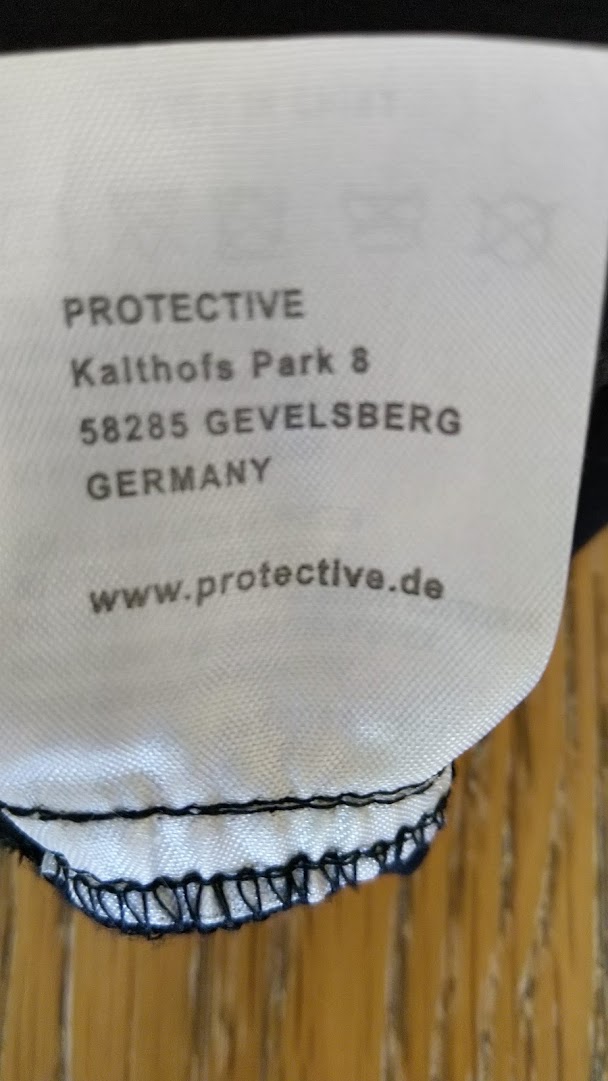 PROTECTIVE
Kalthofs Park 8
58285 GEVELSBERG
GERMANY
www.protective.de